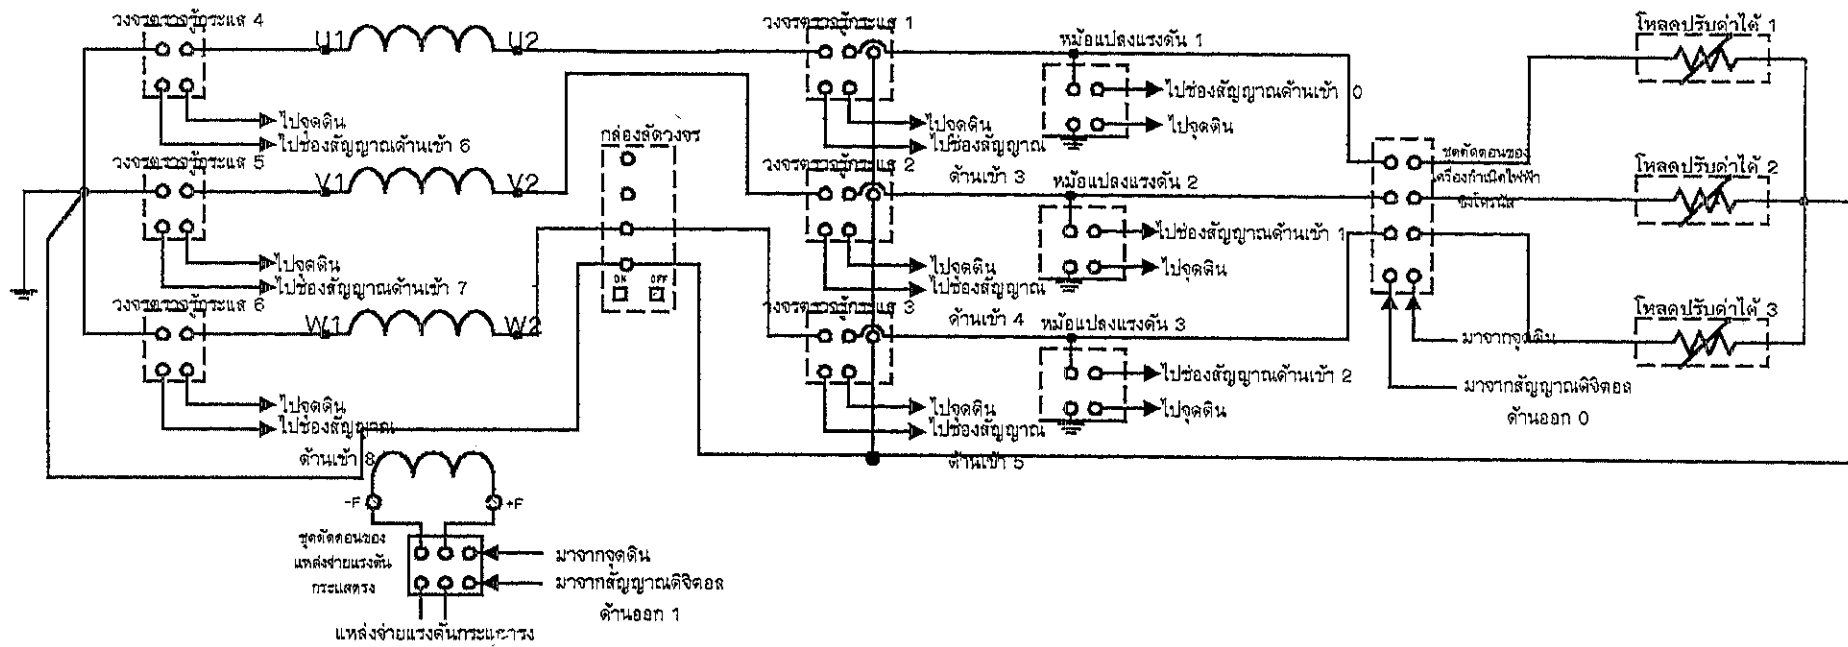 วงจรตรวจรู้กระแส 4
U1
U2
ไปจุดดิน
ไปช่องสัญญาณด้านเข้า 6
วงจรตรวจรู้กระแส 5
V1
V2
ไปจุดดิน
ไปช่องสัญญาณด้านเข้า 7
วงจรตรวจรู้กระแส 6
W1
W2
ไปจุดดิน
ไปช่องสัญญาณ
ด้านเข้า 8
กล่องลัดวงจร
ON
OFF
วงจรตรวจรู้กระแส 1
ไปจุดดิน
ไปช่องสัญญาณ
ด้านเข้า 3
วงจรตรวจรู้กระแส 2
ไปจุดดิน
ไปช่องสัญญาณ
ด้านเข้า 4
วงจรตรวจรู้กระแส 3
ไปจุดดิน
ไปช่องสัญญาณ
ด้านเข้า 5
หม้อแปลงแรงดัน 1
ไปช่องสัญญาณด้านเข้า 0
ไปจุดดิน
หม้อแปลงแรงดัน 2
ไปช่องสัญญาณด้านเข้า 1
ไปจุดดิน
หม้อแปลงแรงดัน 3
ไปช่องสัญญาณด้านเข้า 2
ไปจุดดิน
ชุดตัดตอนของ
เครื่องกำเนิดไฟฟ้า
ซิงโครนัส
มาจากจุดดิน
มาจากสัญญาณดิจิตอล
ด้านออก 0
โหลดปรับค่าได้ 1
โหลดปรับค่าได้ 2
โหลดปรับค่าได้ 3
-F
+F
ชุดตัดตอนของ
แหล่งจ่ายแรงดัน
กระแสตรง
มาจากจุดดิน
มาจากสัญญาณดิจิตอล
ด้านออก 1
แหล่งจ่ายแรงดันกระแสตรง